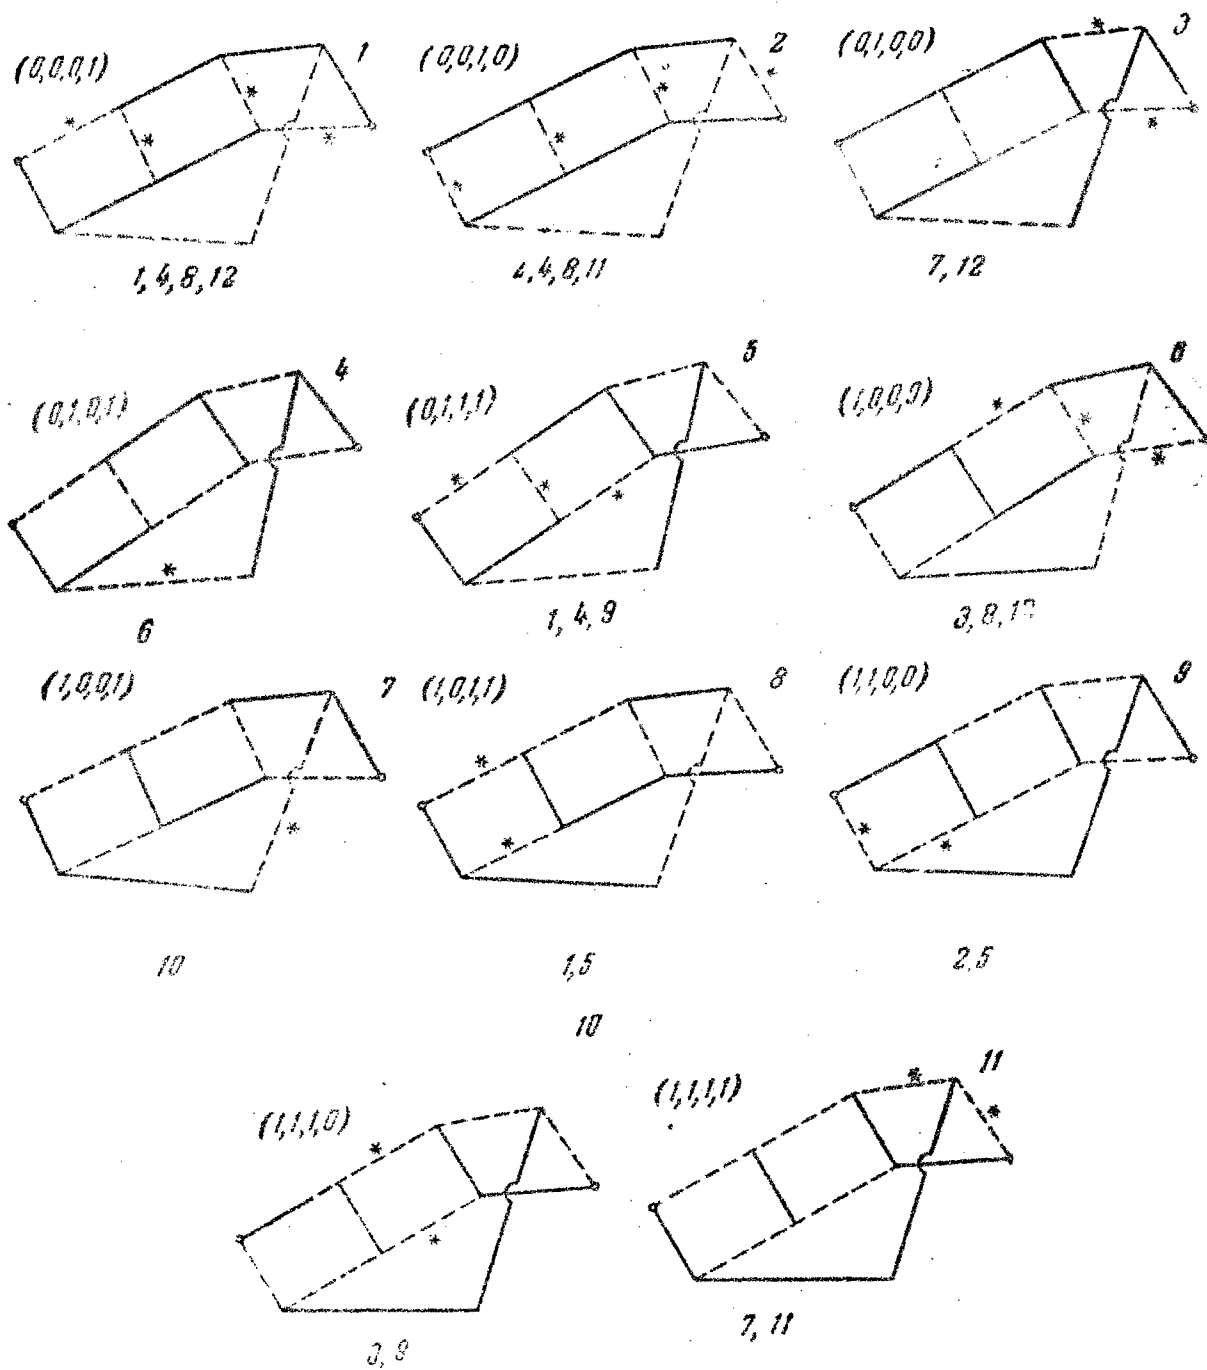 (0,0,0,1) * * * * 1
1,4,8,12
(0,0,1,0) * * * * 2
4,8,11
(0,1,0,0) * * 3
7,12
(0,1,0,1) * 4
6
(0,1,1,1) * * * 5
1,4,9
(1,0,0,0) * * *
8
(1,0,0,1) * 7
10
(1,0,1,1) * * 8
1,5
(1,1,0,0) * * 9
2,5
10
(1,1,1,0) * *
(1,1,1,1) * * 11
7,11